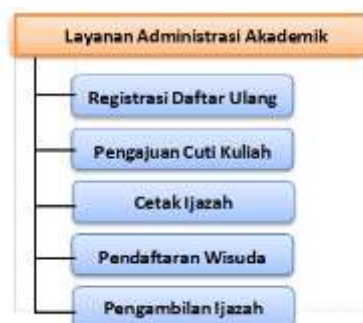 Layanan Administrasi Akademik
Registrasi Daftar Ulang
Pengajuan Cuti Kuliah
Cetak Ijazah
Pendaftaran Wisuda
Pengambilan Ijazah